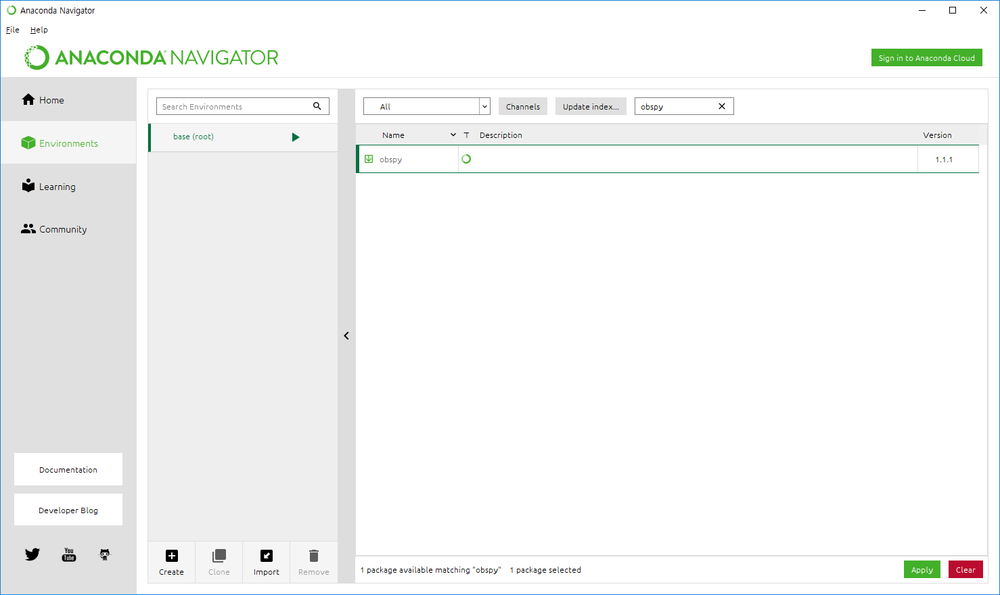 Anaconda Navigator
File Help
ANACONDA NAVIGATOR
Sign in to Anaconda Cloud
Home
Environments
Learning
Community
Documentation
Developer Blog
You Tube
Search Environments
base (root)
Create Clone Import Remove
All Channels Update index... obspy
Name T Description Version
obspy 1.1.1
1 package available matching "obspy" 1 package selected
Apply Clear